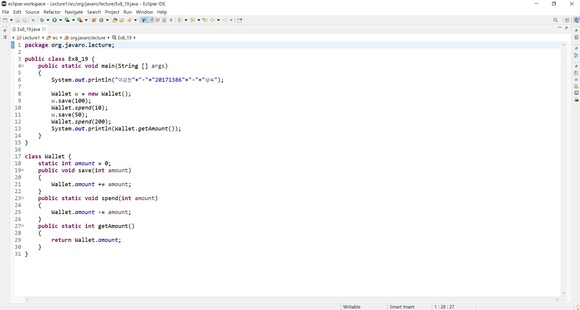 eclipse-workspace - Lecture1/src/org/javaro/lecture/Ex8_19.java - Eclipse IDE
File Edit Source Refactor Navigate Search Project Run Window Help
Ex8_19.java
Lecture1 src org.javaro.lecture Ex8_19
1 package org.javaro.lecture;
2
3 public class Ex8_19 {
4 public static void main(String [] args)
5 {
6 System.out.println( "+"-"+"20171386"+"-"+" );
7
8 Wallet w = new Wallet();
9 w.save(100);
10 Wallet.spend(10);
11 w.save(50);
12 Wallet.spend(200);
13 System.out.println(Wallet.getAmount());
14 }
15 }
16
17 class Wallet {
18 static int amount = 0;
19 public void save(int amount)
20 {
21 Wallet.amount += amount;
22 }
23 public static void spend(int amount)
24 {
25 Wallet.amount -= amount;
26 }
27 public static int getAmount()
28 {
29 return Wallet.amount;
30 }
31 }
Writable Smart Insert 1 : 28 : 27